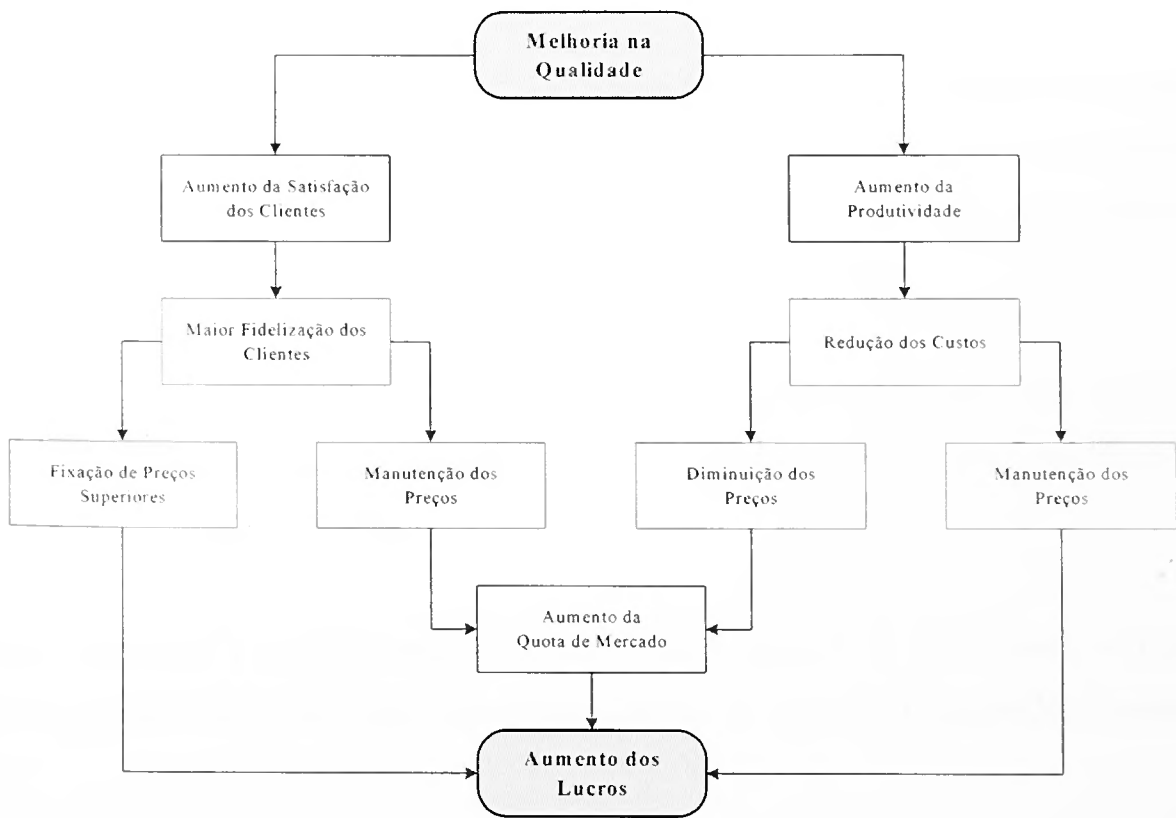 Melhoria na
Qualidade
Aumento da Satisfação
dos Clientes
Aumento da
Produtividade
Maior Fidelização dos
Clientes
Redução dos Custos
Fixação de Preços
Superiores
Manutenção dos
Preços
Diminuição dos
Preços
Manutenção dos
Preços
Aumento da
Quota de Mercado
Aumento dos
Lucros